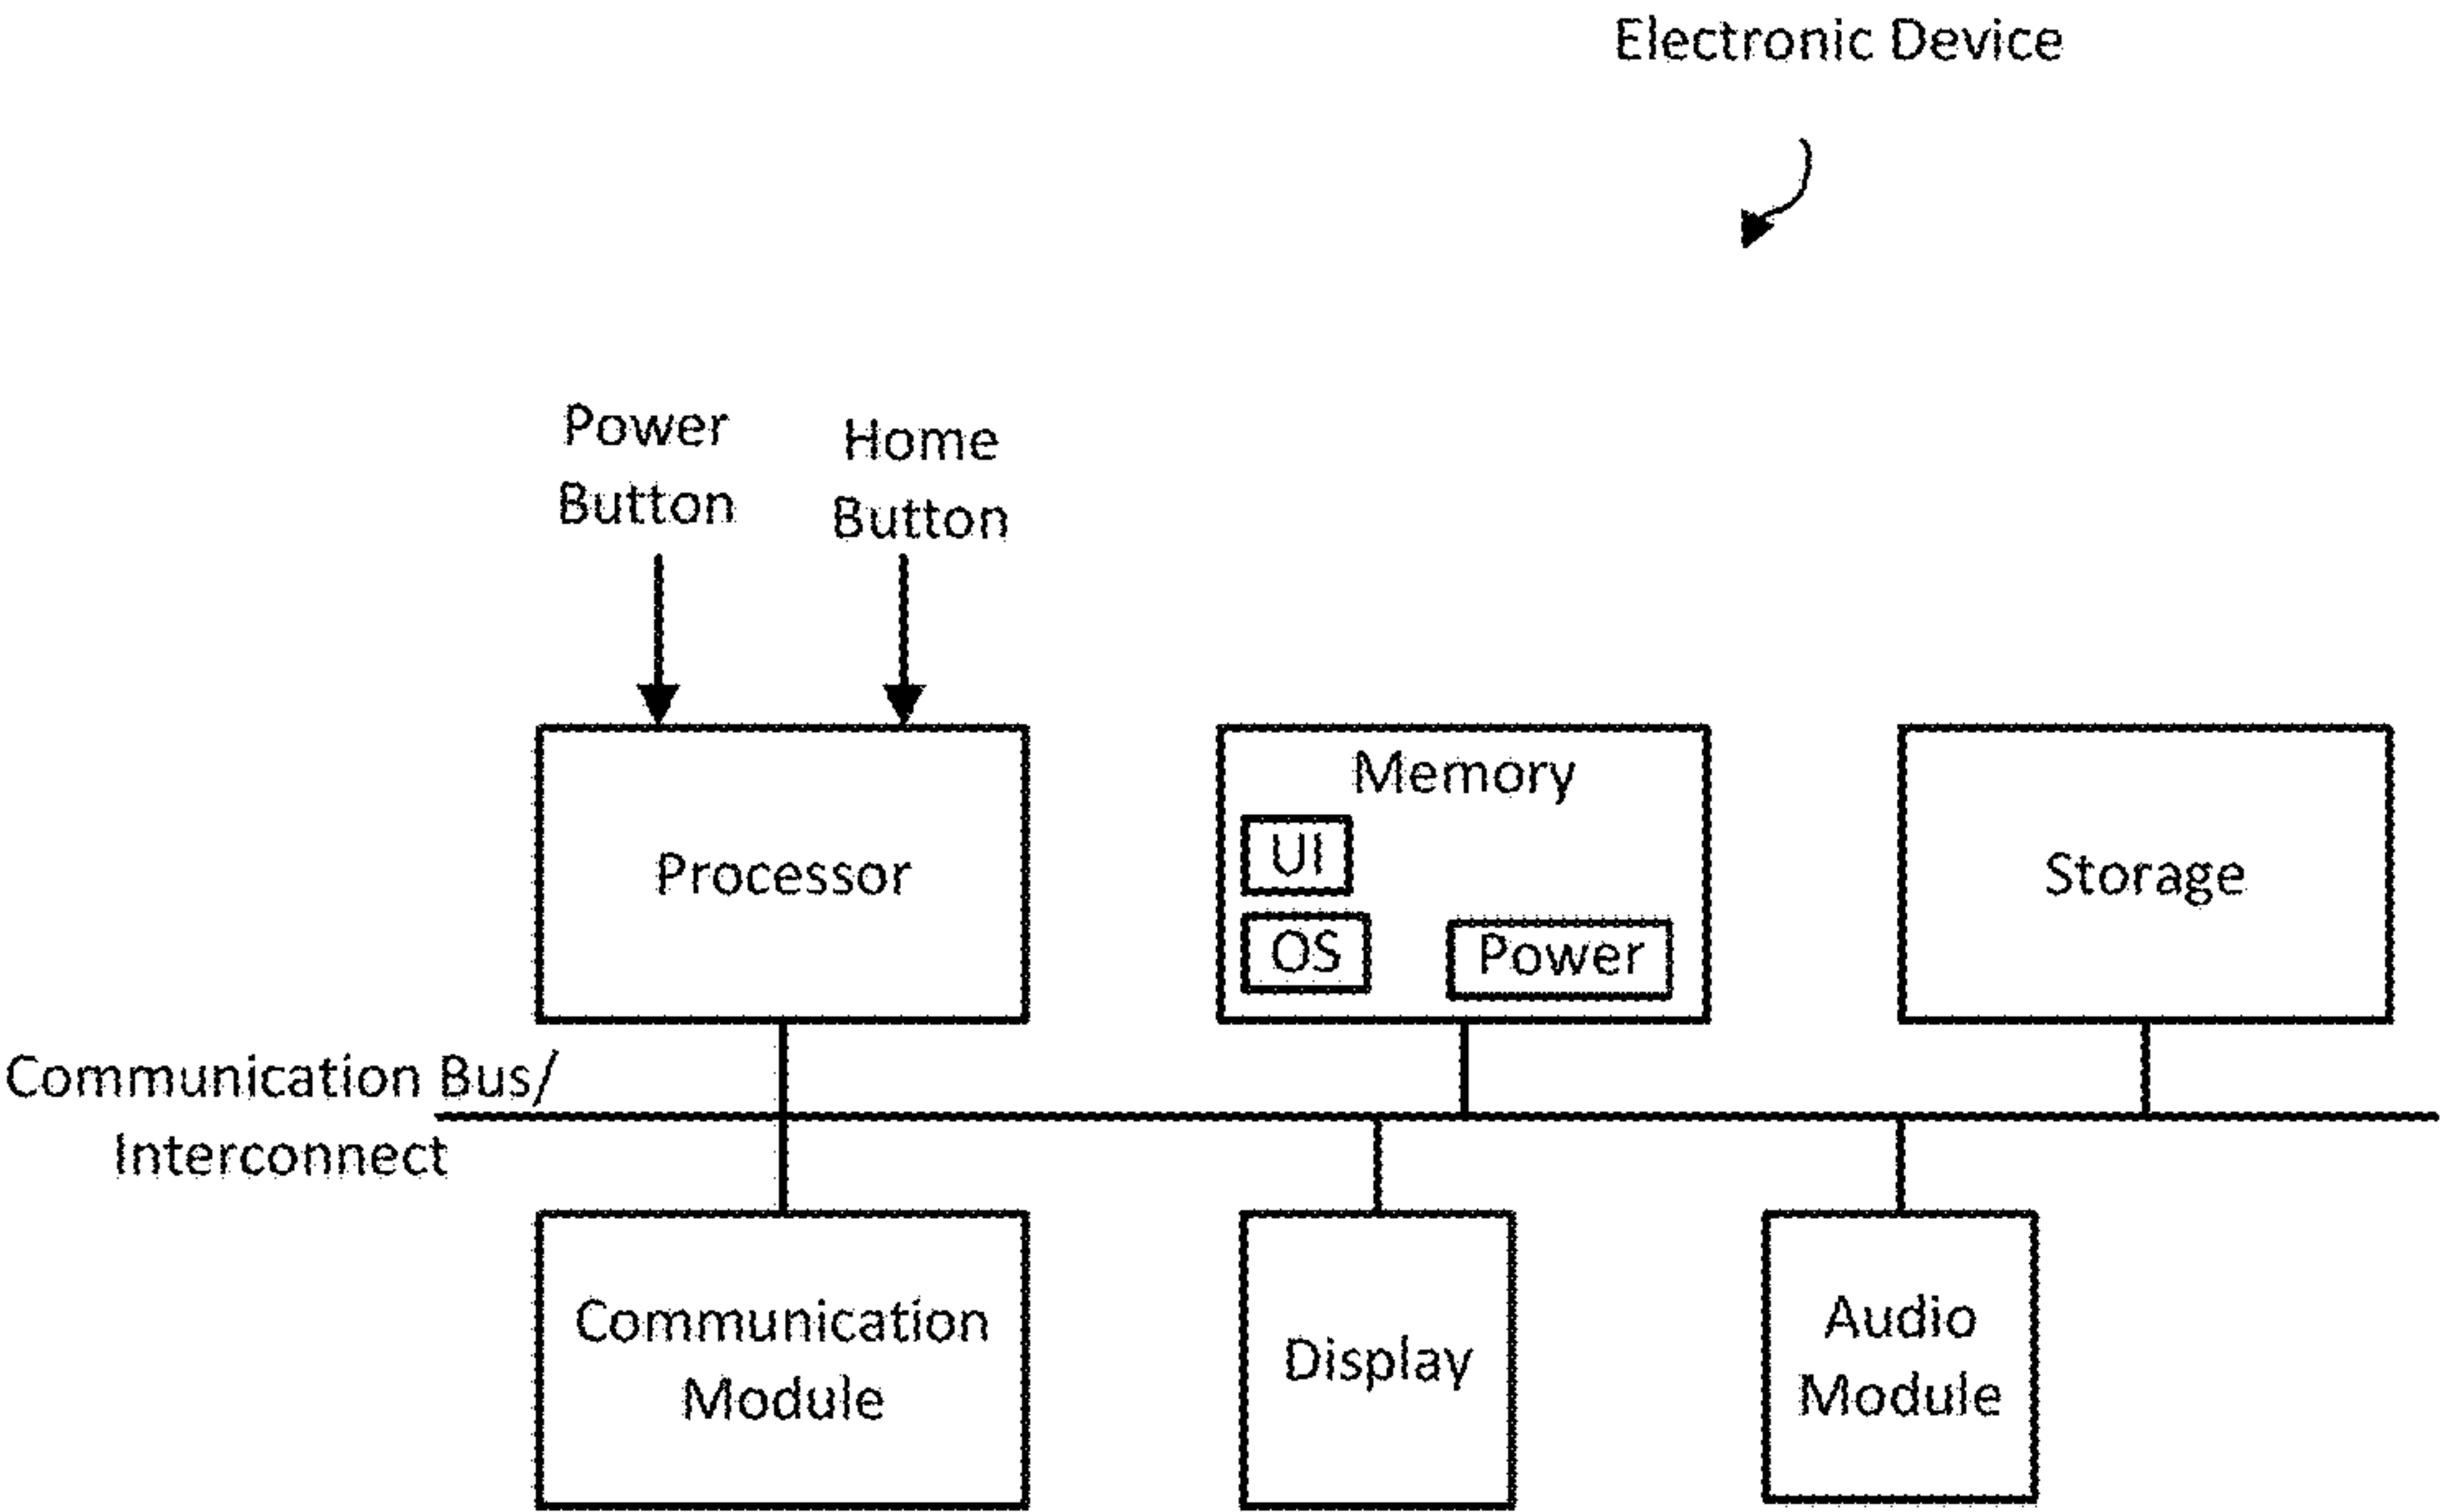 Electronic Device
Power
Button
Home
Button
Processor
Memory
UI
OS
Power
Storage
Communication Bus/
Interconnect
Communication
Module
Display
Audio
Module